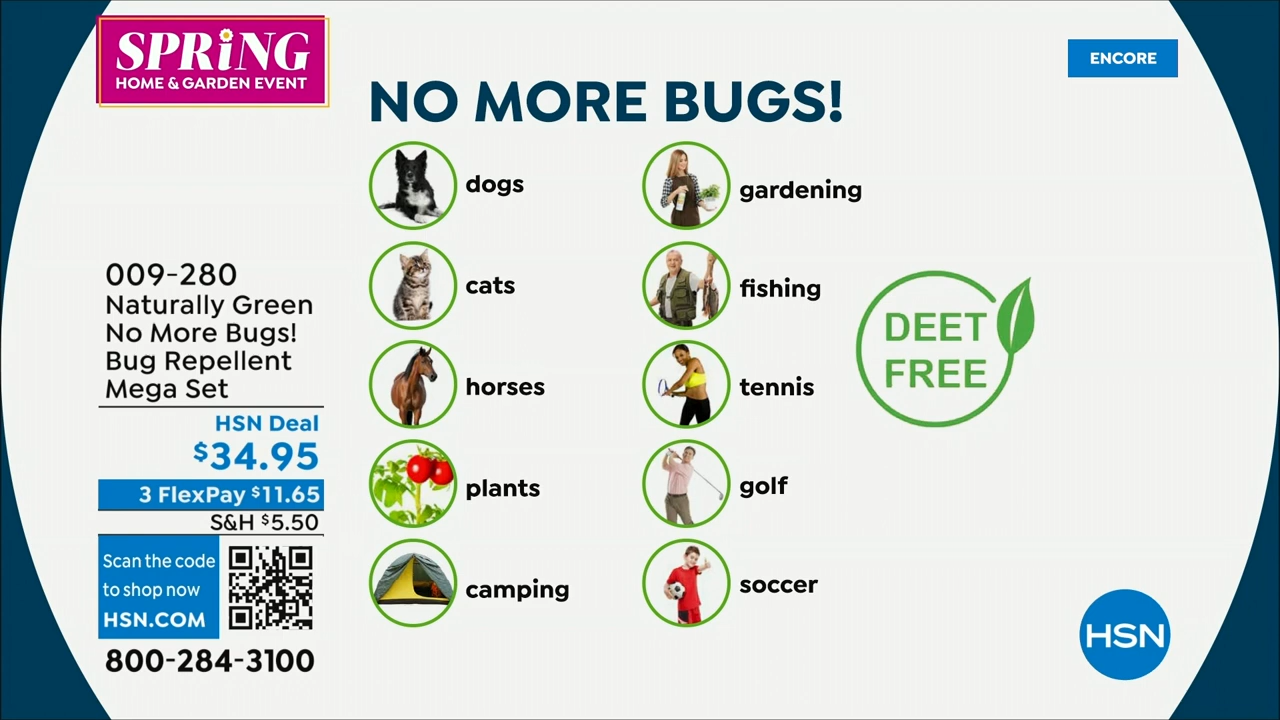 SPRING
HOME & GARDEN EVENT
ENCORE
NO MORE BUGS!
dogs
cats
horses
plants
camping
gardening
fishing
tennis
golf
soccer
DEET
FREE
009-280
Naturally Green
No More Bugs!
Bug Repellent
Mega Set
HSN Deal
$34.95
3 FlexPay $11.65
S&H $5.50
Scan the code
to shop now
HSN.COM
800-284-3100
HSN